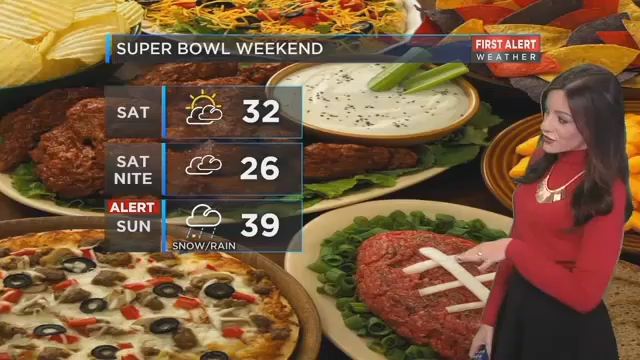 SUPER BOWL WEEKEND
FIRST ALERT
WEATHER
SAT 32
SAT
NITE 26
ALERT
SUN 39
SNOW/RAIN